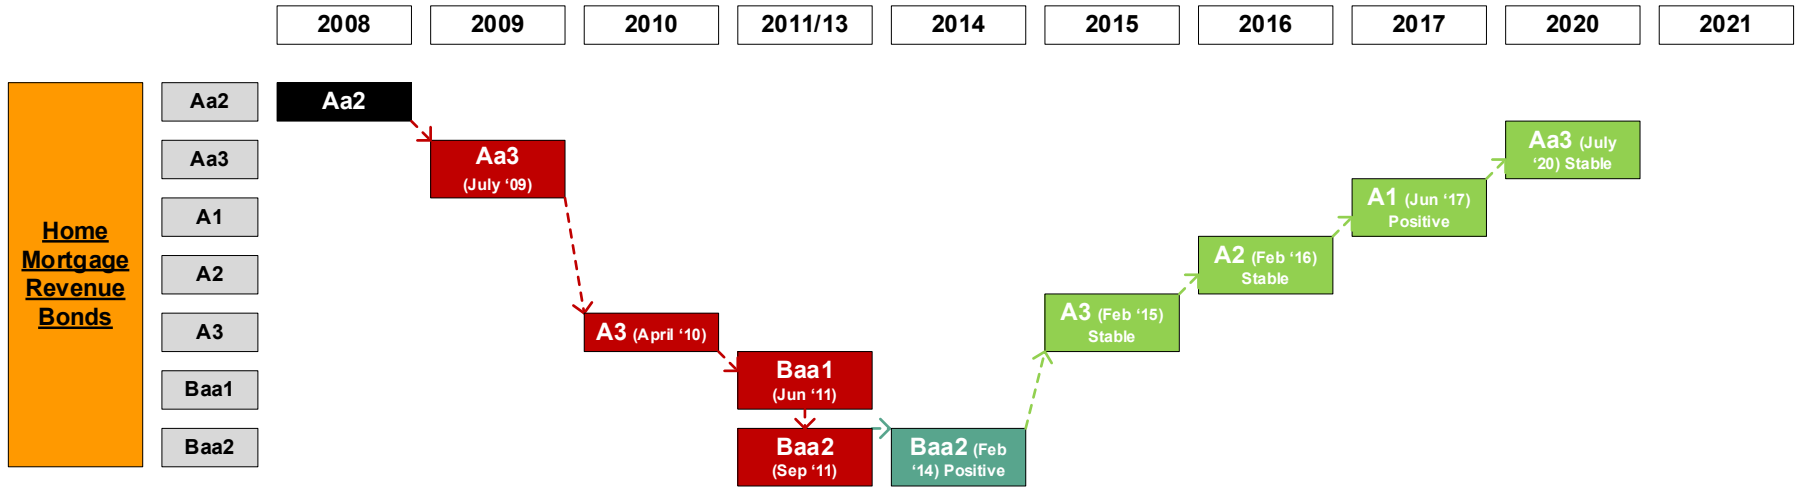 2008
2009
2010
2011/13
2014
2015
2016
2017
2020
2021
Home
Mortgage
Revenue
Bonds
Aa2
Aa3
A1
A2
A3
Baa1
Baa2
Aa2
Aa3
(July ‘09)
A3 (April ‘10)
Baa1
(Jun ‘11)
Baa2
(Sep ‘11)
Baa2 (Feb
‘14) Positive
A3 (Feb ‘15)
Stable
A2 (Feb ‘16)
Stable
A1 (Jun ‘17)
Positive
Aa3 (July
‘20) Stable